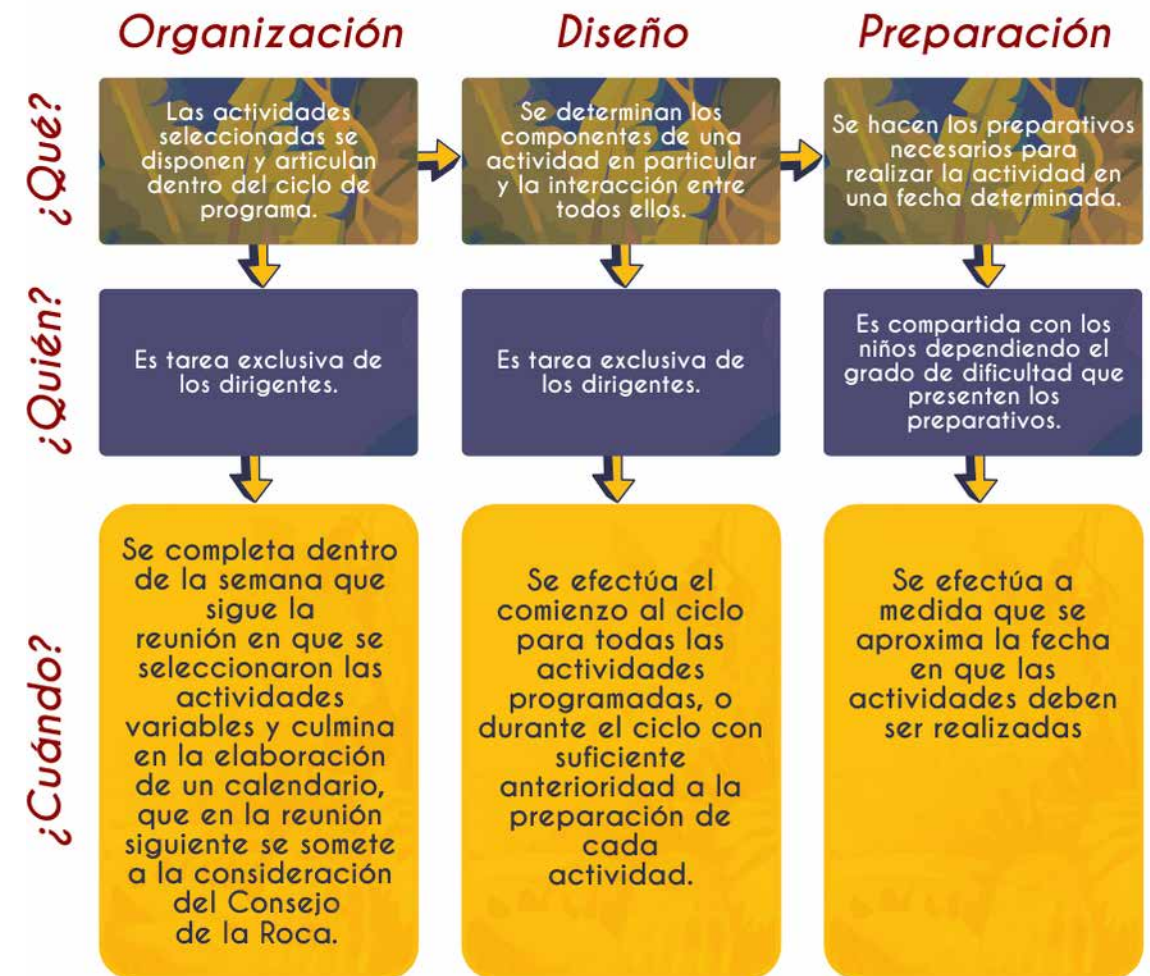 Organización
Diseño
Preparación
¿Qué?
Las actividades
seleccionadas se
disponen y articulan
dentro del ciclo de
programa.
Se determinan los
componentes de una
actividad en particular
y la interacción entre
todos ellos.
Se hacen los preparativos
necesarios para
realizar la actividad en
una fecha determinada.
¿Quién?
Es tarea exclusiva de
los dirigentes.
Es tarea exclusiva de
los dirigentes.
Es compartida con los
niños dependiendo el
grado de dificultad que
presenten los
preparativos.
¿Cuándo?
Se completa dentro
de la semana que
sigue la
reunión en que se
seleccionaron las
actividades
variables y culmina
en la elaboración
de un calendario,
que en la reunión
siguiente se somete
a la consideración
del Consejo
de la Roca.
Se efectúa el
comienzo al ciclo
para todas las
actividades
programadas, o
durante el ciclo con
suficiente
anterioridad a la
preparación de
cada
actividad.
Se efectúa a
medida que se
aproxima la fecha
en que las
actividades deben
ser realizadas